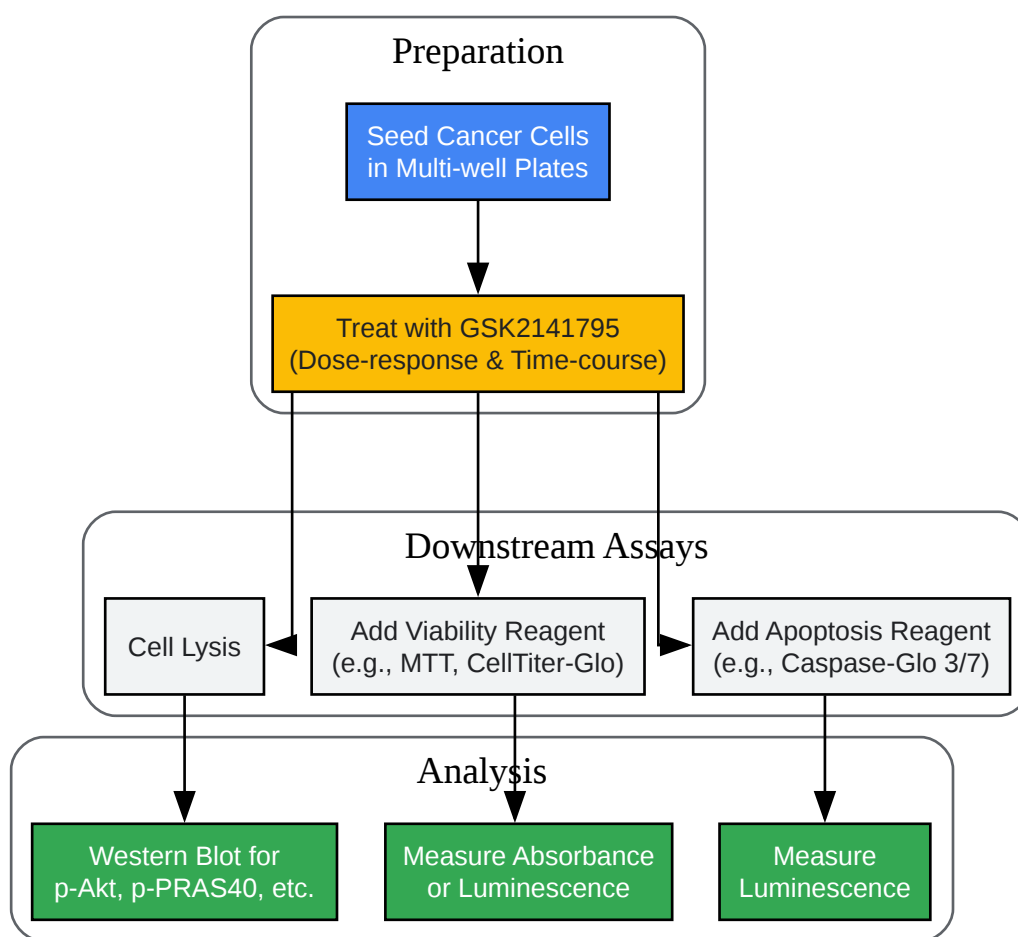 Preparation
Seed Cancer Cells
in Multi-well Plates
Treat with GSK2141795
(Dose-response & Time-course)
Downstream Assays
Cell Lysis
Add Viability Reagent
(e.g., MTT, CellTiter-Glo)
Add Apoptosis Reagent
(e.g., Caspase-Glo 3/7)
Analysis
Western Blot for
p-Akt, p-PRAS40, etc.
Measure Absorbance
or Luminescence
Measure
Luminescence